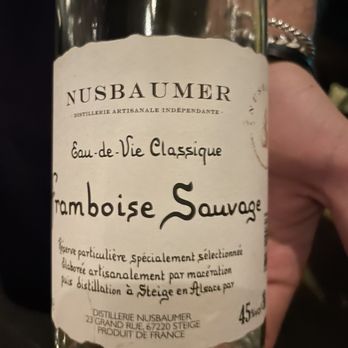 NUSBAUMER
- DISTILLERIE ARTISANALE INDÉPENDANTE -
Eau-de-Vie Classique
Framboise Sauvage
Réserve particulière spécialement sélectionnée
Elaborée artisanalement par macération
puis distillation à Steige en Alsace par
DISTILLERIE NUSBAUMER
23 GRAND RUE, 67220 STEIGE
PRODUIT DE FRANCE
45%